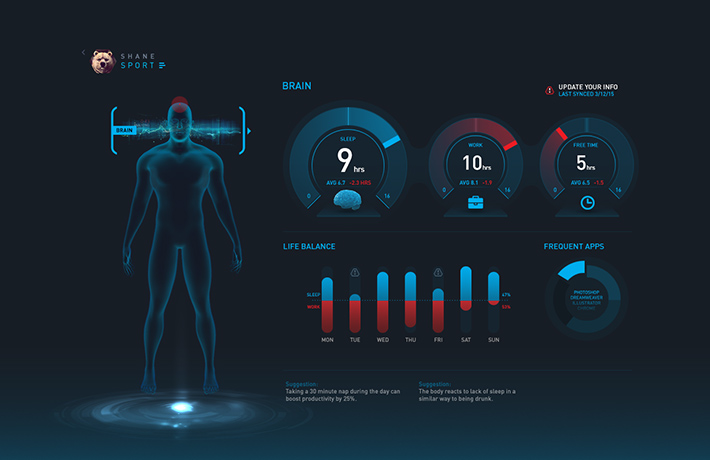 SHANE
SPORT
BRAIN
BRAIN
UPDATE YOUR INFO
LAST SYNCED 3/12/15
SLEEP
9 hrs
AVG 6.7 -2.3 HRS
0 16
WORK
10 hrs
AVG 8.1 -1.9
0 16
FREE TIME
5 hrs
AVG 6.5 -1.5
0 16
LIFE BALANCE
SLEEP 47%
WORK 53%
MON TUE WED THU FRI SAT SUN
FREQUENT APPS
PHOTOSHOP
DREAMWEAVER
ILLUSTRATOR
Suggestion:
Taking a 30 minute nap during the day can
boost productivity by 25%.
Suggestion:
The body reacts to lack of sleep in a
similar way to being drunk.